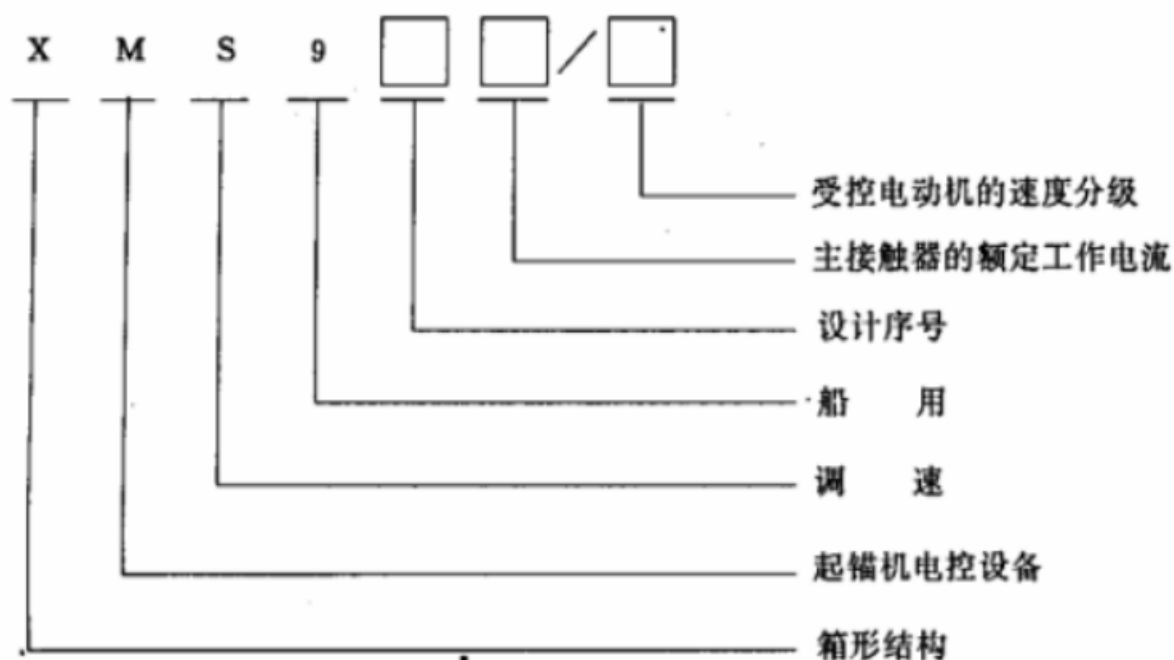 X M S 9 □ □/□
受控电动机的速度分级
主接触器的额定工作电流
设计序号
船 用
调 速
起锚机电控设备
箱形结构